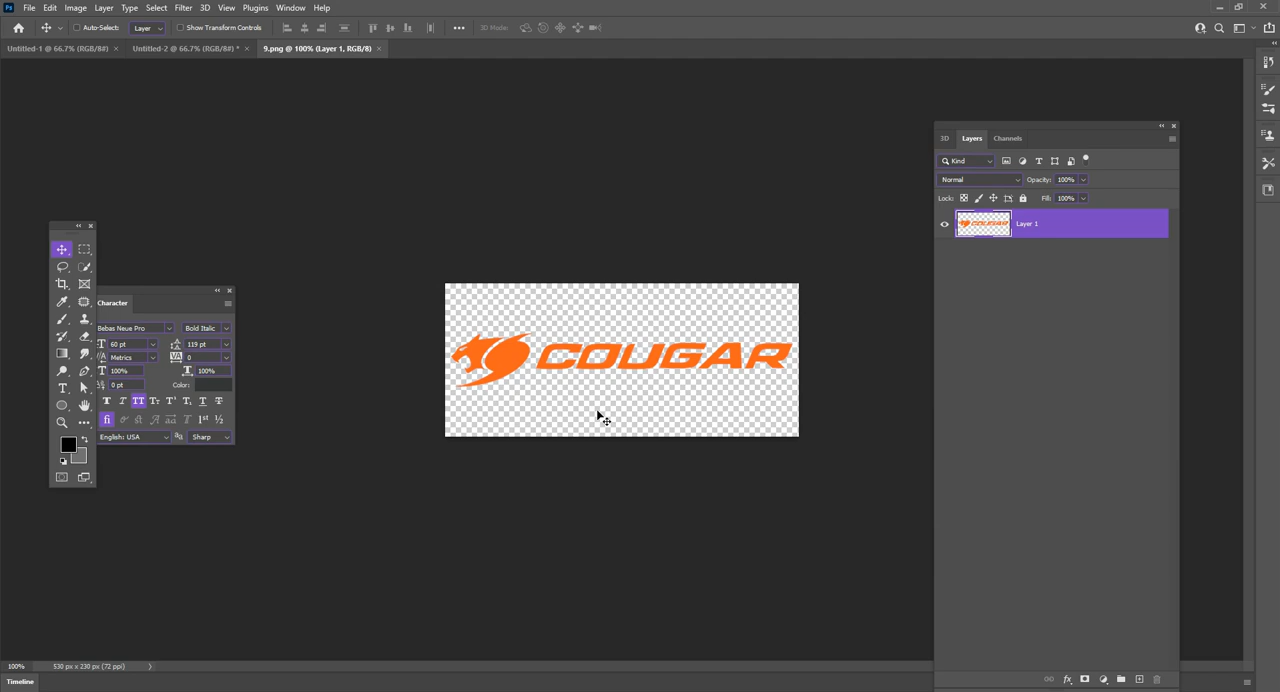 Ps File Edit Image Layer Type Select Filter 3D View Plugins Window Help
Auto-Select: Layer Show Transform Controls 3D Mode:
Untitled-1 @ 66.7% (RGB/8#) × Untitled-2 @ 66.7% (RGB/8#) * × 9.png @ 100% (Layer 1, RGB/8) ×
3D Layers Channels
Kind
Normal Opacity: 100%
Lock: Fill: 100%
Layer 1
Character
Bebas Neue Pro Bold Italic
60 pt 119 pt
Metrics 0
100% 100%
0 pt Color:
English: USA Sharp
COUGAR
100% 530 px x 230 px (72 ppi)
Timeline